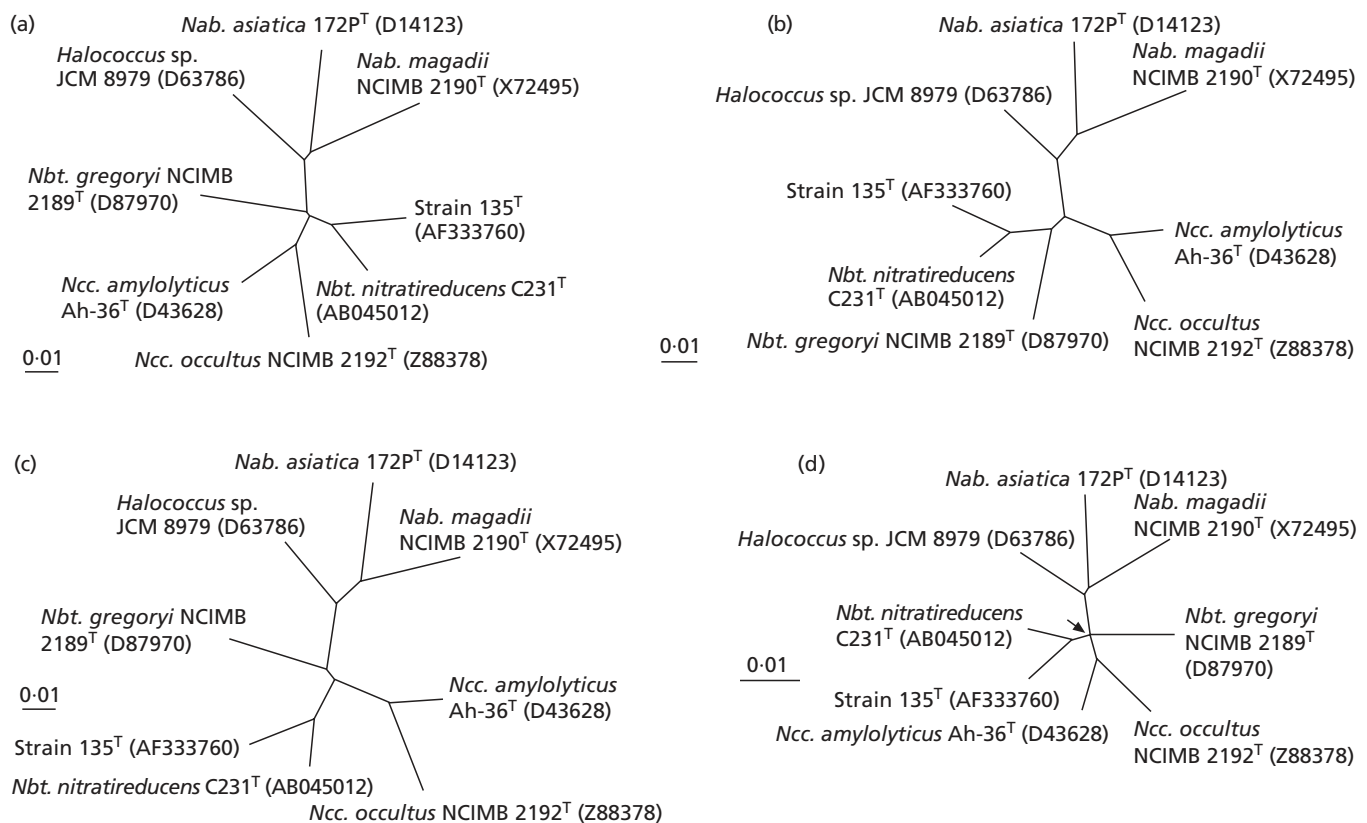 (a)
Nab. asiatica 172Pᵀ (D14123)
Halococcus sp.
JCM 8979 (D63786)
Nab. magadii
NCIMB 2190ᵀ (X72495)
Nbt. gregoryi NCIMB
2189ᵀ (D87970)
Strain 135ᵀ
(AF333760)
Ncc. amylolyticus
Ah-36ᵀ (D43628)
Nbt. nitratireducens C231ᵀ
(AB045012)
0·01
Ncc. occultus NCIMB 2192ᵀ (Z88378)
(b)
Nab. asiatica 172Pᵀ (D14123)
Nab. magadii
NCIMB 2190ᵀ (X72495)
Halococcus sp. JCM 8979 (D63786)
Strain 135ᵀ (AF333760)
Ncc. amylolyticus
Ah-36ᵀ (D43628)
Nbt. nitratireducens
C231ᵀ (AB045012)
Ncc. occultus
NCIMB 2192ᵀ (Z88378)
Nbt. gregoryi NCIMB 2189ᵀ (D87970)
0·01
(c)
Nab. asiatica 172Pᵀ (D14123)
Halococcus sp.
JCM 8979 (D63786)
Nab. magadii
NCIMB 2190ᵀ (X72495)
Nbt. gregoryi NCIMB
2189ᵀ (D87970)
0·01
Ncc. amylolyticus
Ah-36ᵀ (D43628)
Strain 135ᵀ (AF333760)
Nbt. nitratireducens C231ᵀ (AB045012)
Ncc. occultus NCIMB 2192ᵀ (Z88378)
(d)
Nab. asiatica 172Pᵀ (D14123)
Nab. magadii
NCIMB 2190ᵀ (X72495)
Halococcus sp. JCM 8979 (D63786)
Nbt. nitratireducens
C231ᵀ (AB045012)
Nbt. gregoryi
NCIMB 2189ᵀ
(D87970)
0·01
Strain 135ᵀ (AF333760)
Ncc. amylolyticus Ah-36ᵀ (D43628)
Ncc. occultus
NCIMB 2192ᵀ (Z88378)